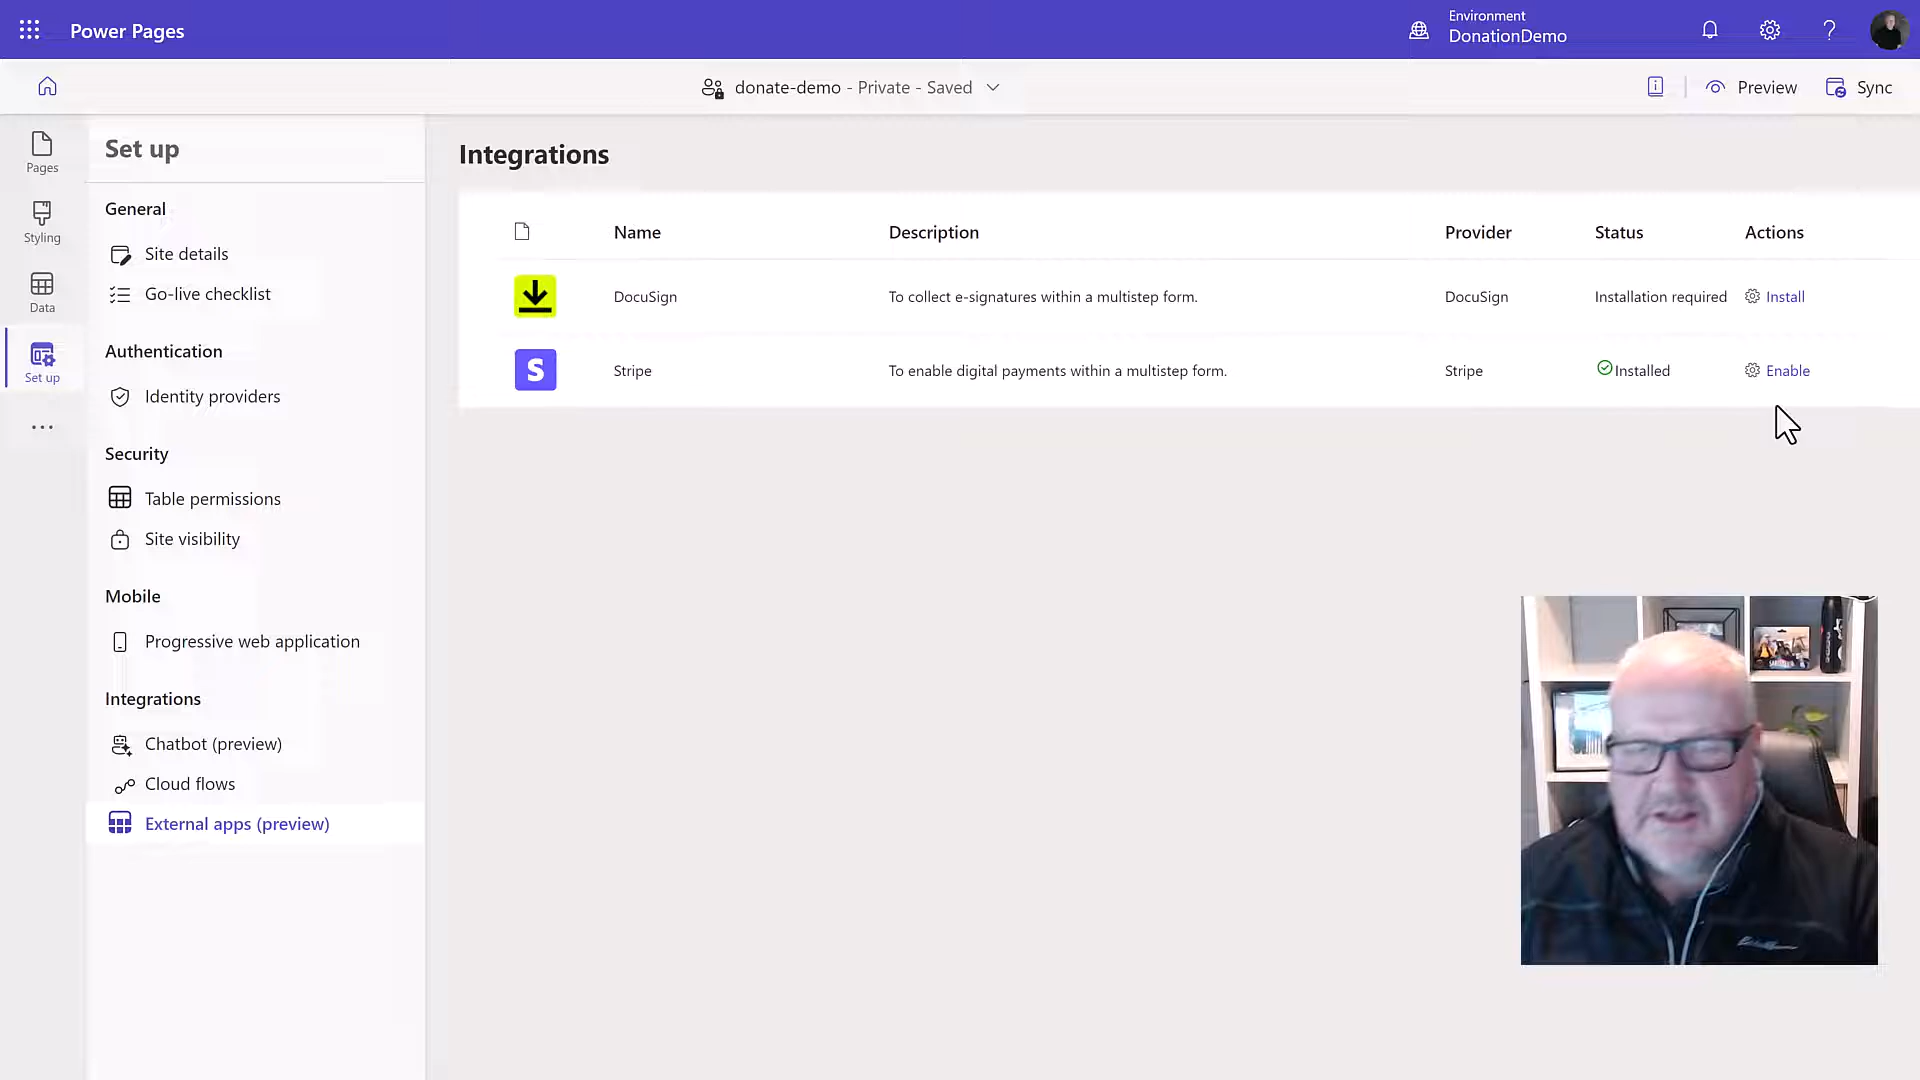 Power Pages
Environment
DonationDemo
donate-demo - Private - Saved
Preview
Sync
Pages
Styling
Data
Set up
Set up
General
Site details
Go-live checklist
Authentication
Identity providers
Security
Table permissions
Site visibility
Mobile
Progressive web application
Integrations
Chatbot (preview)
Cloud flows
External apps (preview)
Integrations
Name Description Provider Status Actions
DocuSign To collect e-signatures within a multistep form. DocuSign Installation required Install
S Stripe To enable digital payments within a multistep form. Stripe Installed Enable